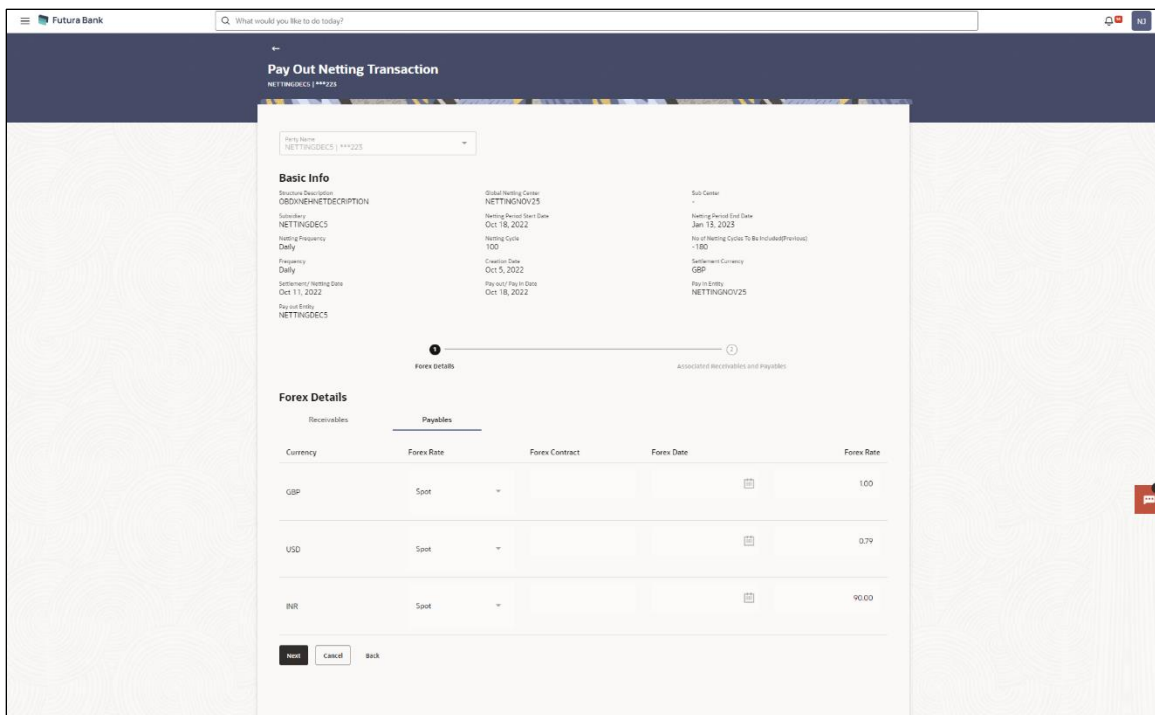 Futura Bank
What would you like to do today?
NJ
Pay Out Netting Transaction
NETTINGDEC5 | ***223
Party Name
NETTINGDEC5 | ***223
Basic Info
Structure Description Global Netting Center Sub Center
OBDXNEHNETDECRIPTION NETTINGNOV25 -
Subsidiary Netting Period Start Date Netting Period End Date
NETTINGDEC5 Oct 18, 2022 Jan 13, 2023
Netting Frequency Netting Cycle No of Netting Cycles To Be Included(Previous)
Daily 100 -180
Frequency Creation Date Settlement Currency
Daily Oct 5, 2022 GBP
Settlement/ Netting Date Pay out/ Pay In Date Pay in Entity
Oct 11, 2022 Oct 18, 2022 NETTINGNOV25
Pay out Entity
NETTINGDEC5
1 2
Forex Details Associated Receivables and Payables
Forex Details
Receivables Payables
Currency Forex Rate Forex Contract Forex Date Forex Rate
GBP Spot 1.00
USD Spot 0.79
INR Spot 90.00
Next Cancel Back